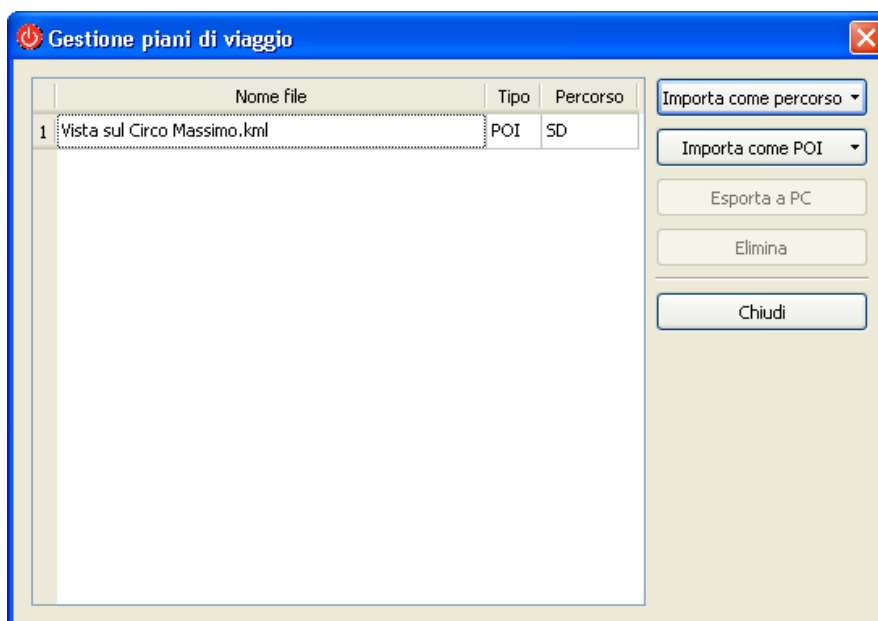 Gestione piani di viaggio
Nome file Tipo Percorso
1 Vista sul Circo Massimo.kml POI SD
Importa come percorso
Importa come POI
Esporta a PC
Elimina
Chiudi